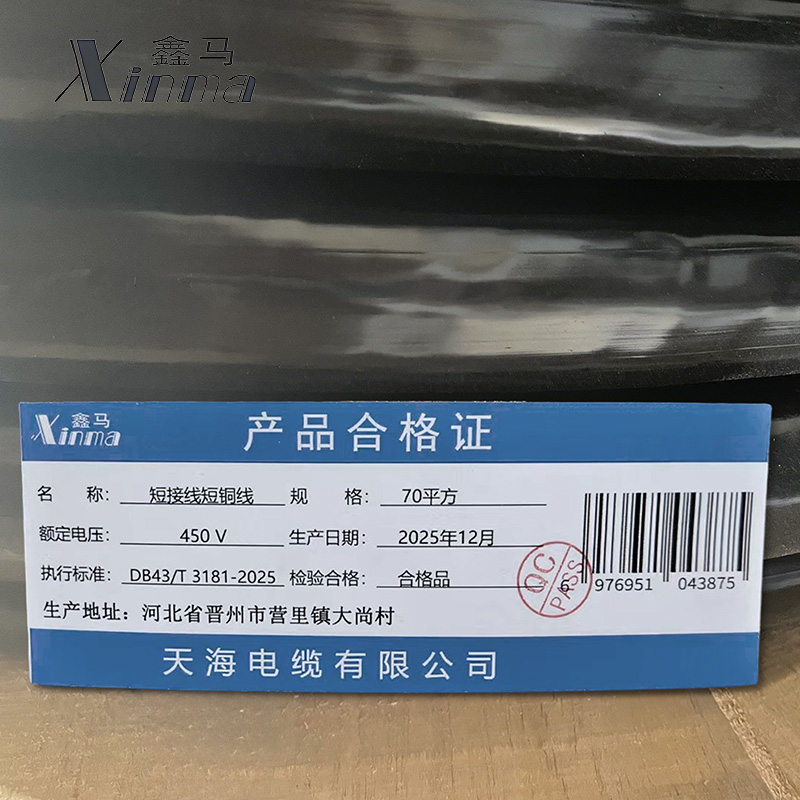 鑫马
Xinma
鑫马
Xinma
产品合格证
名 称: 短接线短铜线 规 格: 70平方
额定电压: 450 V 生产日期: 2025年12月
执行标准: DB43/T 3181-2025 检验合格: 合格品
QC
PASS
6 976951 043875
生产地址: 河北省晋州市营里镇大尚村
天海电缆有限公司